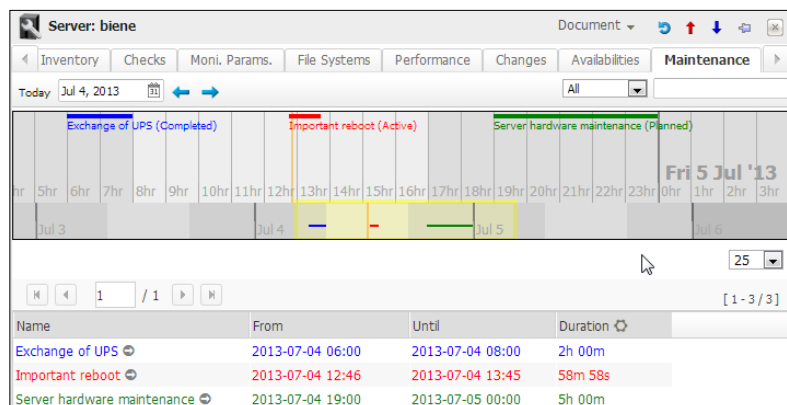 Server: biene Document
Inventory Checks Moni. Params. File Systems Performance Changes Availabilities Maintenance
Today Jul 4, 2013 31 All
Exchange of UPS (Completed) Important reboot (Active) Server hardware maintenance (Planned)
Fri 5 Jul '13
hr 5hr 6hr 7hr 8hr 9hr 10hr 11hr 12hr 13hr 14hr 15hr 16hr 17hr 18hr 19hr 20hr 21hr 22hr 23hr 0hr 1hr 2hr 3hr
Jul 3 Jul 4 Jul 5 Jul 6
25
1 / 1 [ 1 - 3 / 3 ]
Name From Until Duration
Exchange of UPS 2013-07-04 06:00 2013-07-04 08:00 2h 00m
Important reboot 2013-07-04 12:46 2013-07-04 13:45 58m 58s
Server hardware maintenance 2013-07-04 19:00 2013-07-05 00:00 5h 00m